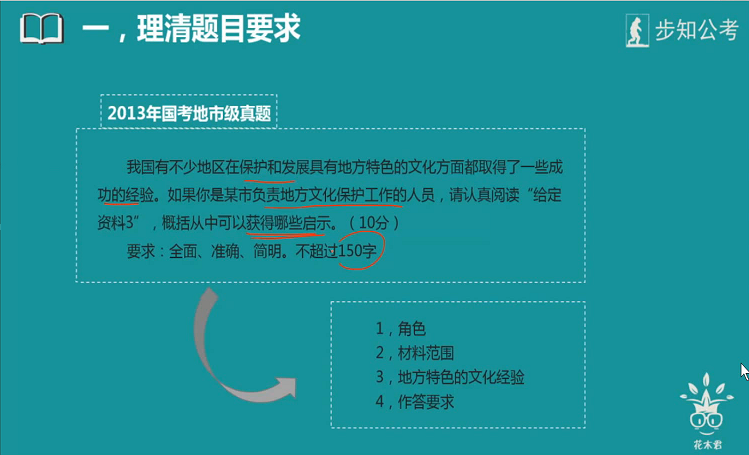 一，理清题目要求
步知公考
2013年国考地市级真题
我国有不少地区在保护和发展具有地方特色的文化方面都取得了一些成
功的经验。如果你是某市负责地方文化保护工作的人员，请认真阅读“给定
资料3”，概括从中可以获得哪些启示。（10分）
要求：全面、准确、简明。不超过150字
1，角色
2，材料范围
3，地方特色的文化经验
4，作答要求
花木君